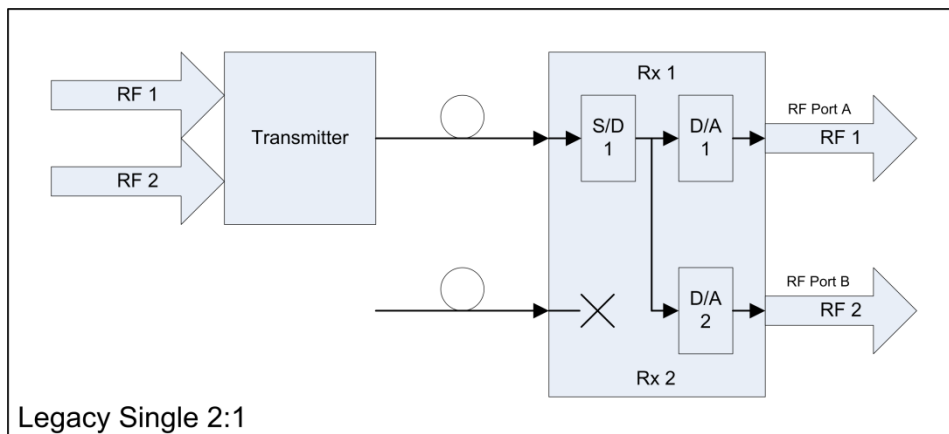 RF 1
RF 2
Transmitter
Rx 1
S/D
1
D/A
1
RF Port A
RF 1
D/A
2
RF Port B
RF 2
Rx 2
Legacy Single 2:1